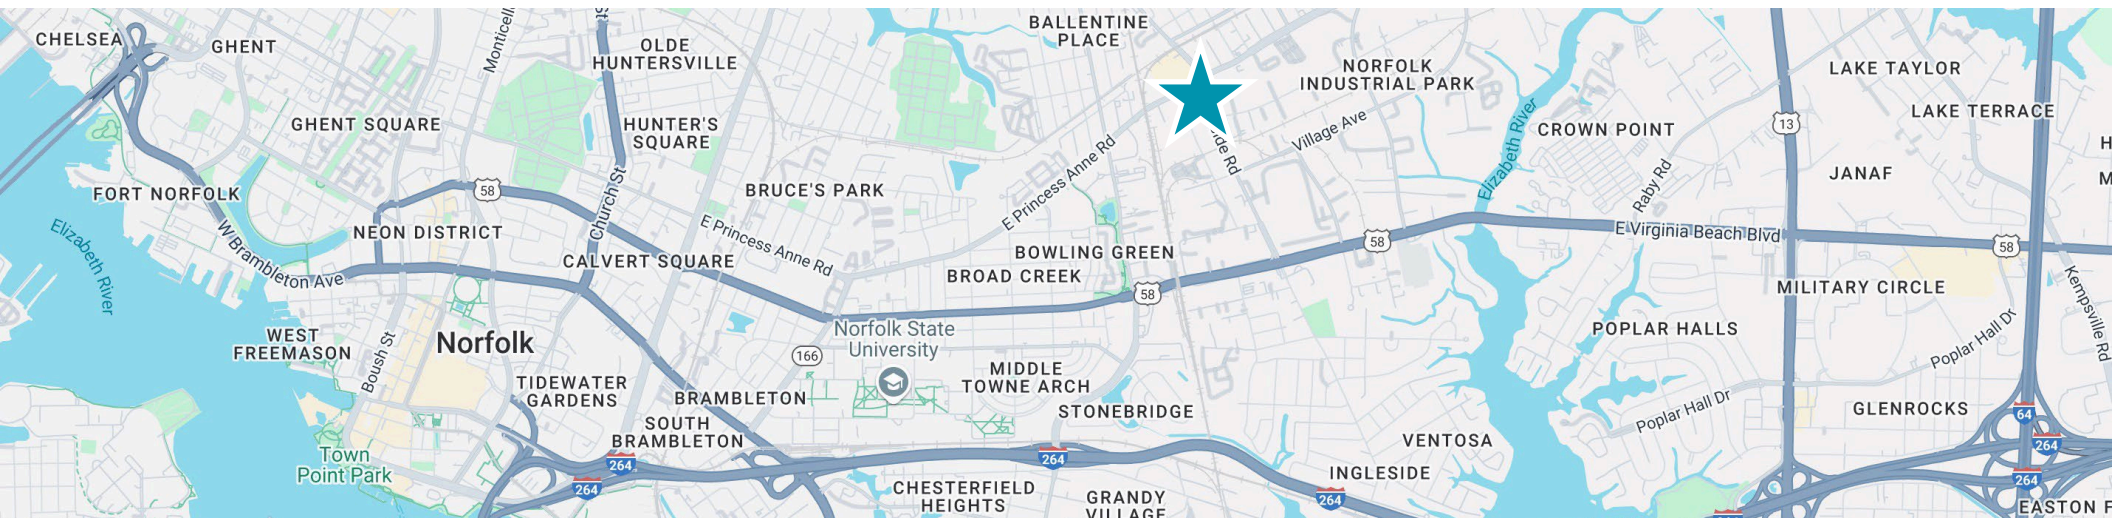 CHELSEA
GHENT
Monticell
St
OLDE
HUNTERSVILLE
BALLENTINE
PLACE
NORFOLK
INDUSTRIAL PARK
LAKE TAYLOR
LAKE TERRACE
GHENT SQUARE
HUNTER'S
SQUARE
Village Ave
Elizabeth River
CROWN POINT
13
H
JANAF
M
FORT NORFOLK
58
Church St
BRUCE'S PARK
E Princess Anne Rd
ide Rd
Raby Rd
Elizabeth River
W Brambleton Ave
NEON DISTRICT
CALVERT SQUARE
E Princess Anne Rd
BOWLING GREEN
BROAD CREEK
58
58
E Virginia Beach Blvd
58
MILITARY CIRCLE
Kempsville Rd
WEST
FREEMASON
Boush St
Norfolk
Norfolk State
University
166
MIDDLE
TOWNE ARCH
POPLAR HALLS
Poplar Hall Dr
TIDEWATER
GARDENS
BRAMBLETON
SOUTH
BRAMBLETON
STONEBRIDGE
VENTOSA
Poplar Hall Dr
GLENROCKS
64
264
264
Town
Point Park
264
264
264
INGLESIDE
264
CHESTERFIELD
HEIGHTS
GRANDY
VILLAGE
EASTON P